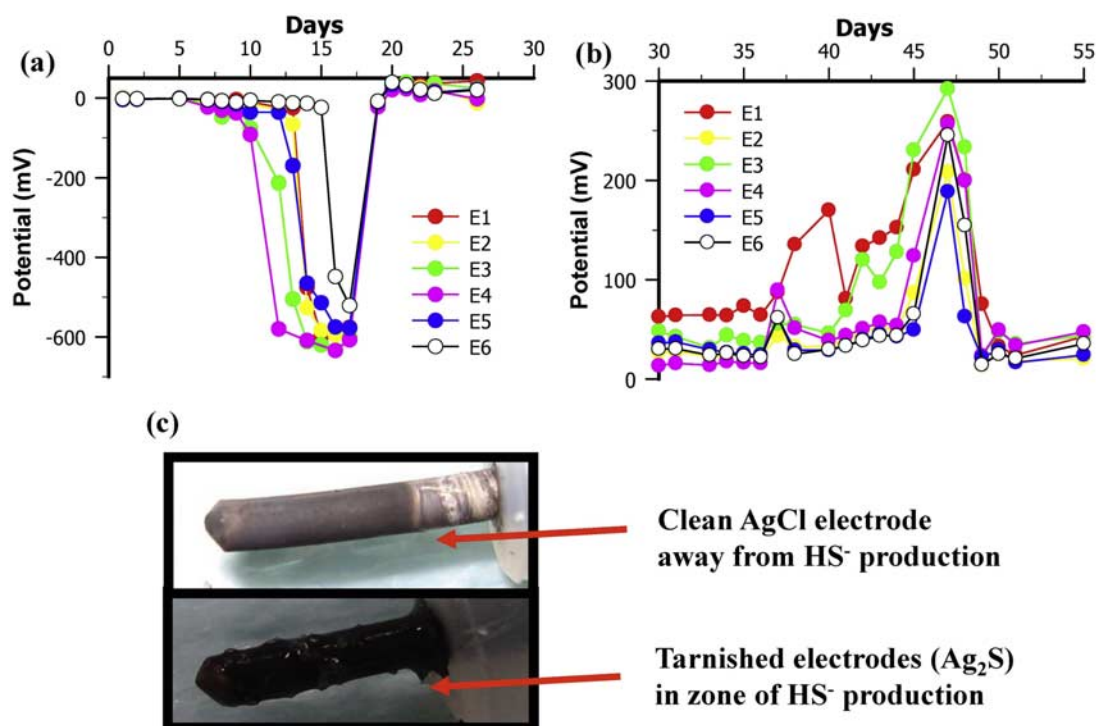 Days
(a)
0 5 10 15 20 25 30
0
-200
-400
-600
Potential (mV)
E1
E2
E3
E4
E5
E6
Days
(b)
30 35 40 45 50 55
300
200
100
0
Potential (mV)
E1
E2
E3
E4
E5
E6
(c)
Clean AgCl electrode
away from HS⁻ production
Tarnished electrodes (Ag₂S)
in zone of HS⁻ production